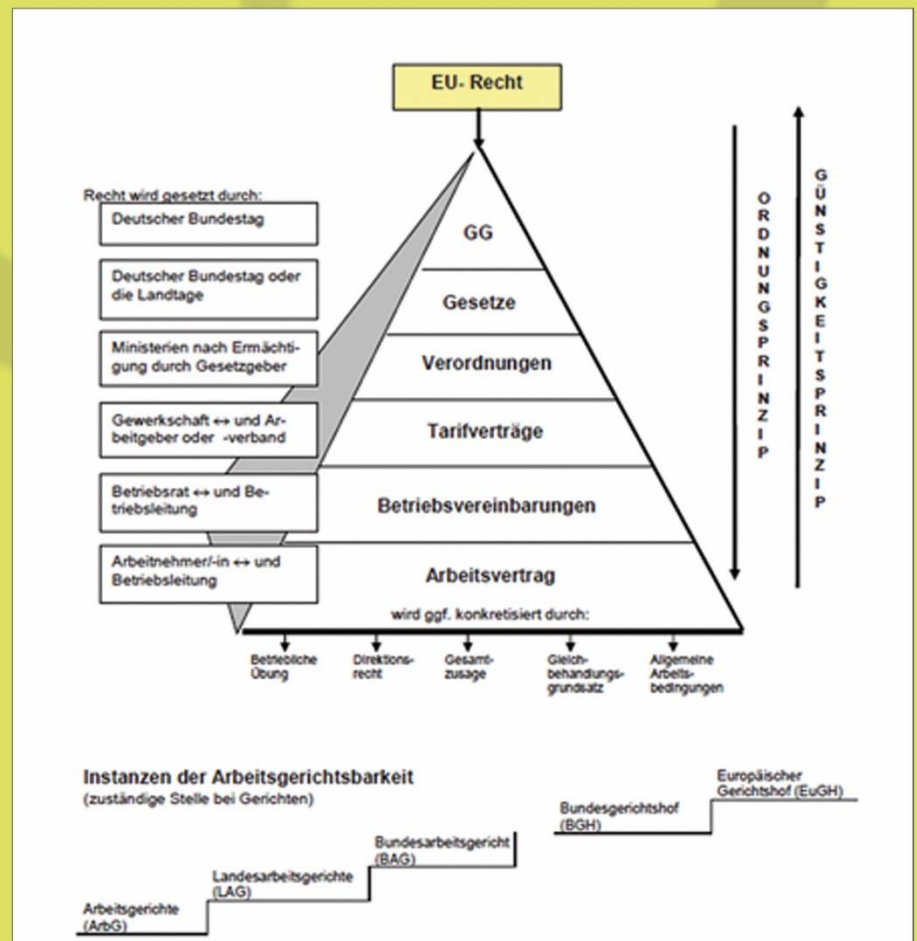 EU- Recht
Recht wird gesetzt durch:
Deutscher Bundestag
Deutscher Bundestag oder
die Landtage
Ministerien nach Ermächti-
gung durch Gesetzgeber
Gewerkschaft ↔ und Ar-
beitgeber oder -verband
Betriebsrat ↔ und Be-
triebsleitung
Arbeitnehmer/-in ↔ und
Betriebsleitung
GG
Gesetze
Verordnungen
Tarifverträge
Betriebsvereinbarungen
Arbeitsvertrag
wird ggf. konkretisiert durch:
Betriebliche
Übung
Direktions-
recht
Gesamt-
zusage
Gleich-
behandlungs-
grundsatz
Allgemeine
Arbeits-
bedingungen
ORDNUNGSPRINZIP
GÜNSTIGKEITSPRINZIP
Instanzen der Arbeitsgerichtsbarkeit
(zuständige Stelle bei Gerichten)
Arbeitsgerichte
(ArbG)
Landesarbeitsgerichte
(LAG)
Bundesarbeitsgericht
(BAG)
Bundesgerichtshof
(BGH)
Europäischer
Gerichtshof (EuGH)